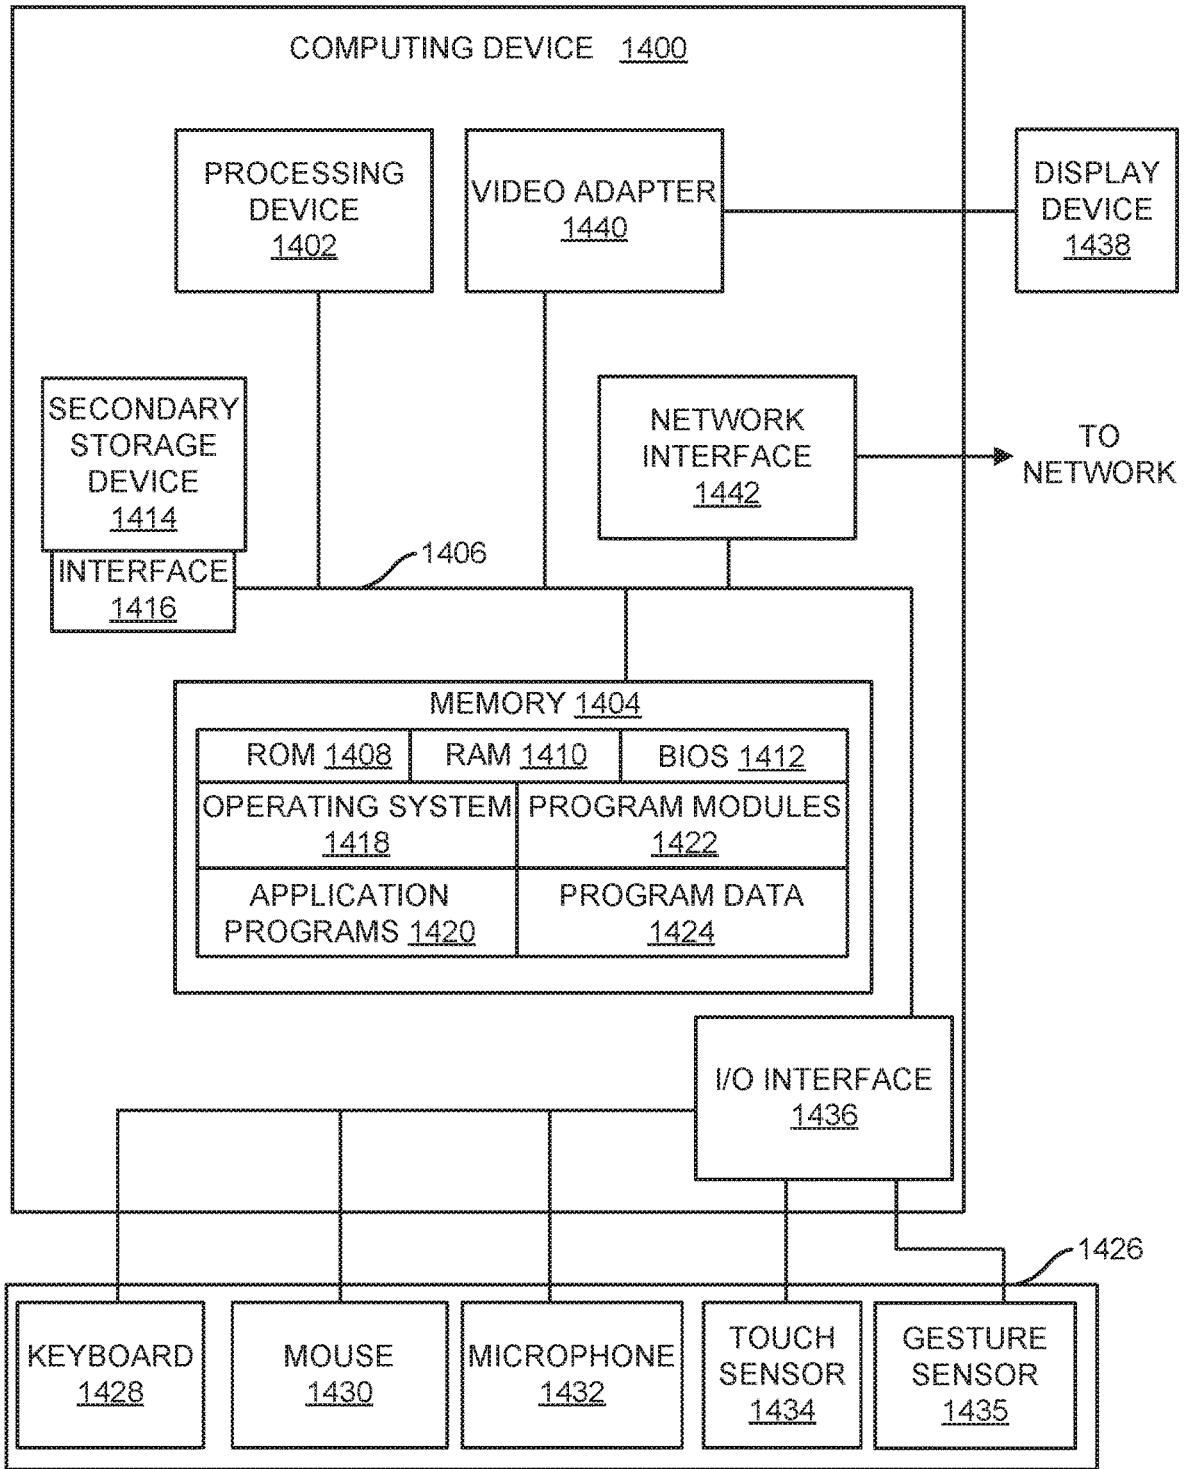 COMPUTING DEVICE 1400
PROCESSING
DEVICE
1402
VIDEO ADAPTER
1440
DISPLAY
DEVICE
1438
SECONDARY
STORAGE
DEVICE
1414
INTERFACE
1416
NETWORK
INTERFACE
1442
TO
NETWORK
1406
MEMORY 1404
ROM 1408
RAM 1410
BIOS 1412
OPERATING SYSTEM
1418
PROGRAM MODULES
1422
APPLICATION
PROGRAMS 1420
PROGRAM DATA
1424
I/O INTERFACE
1436
1426
KEYBOARD
1428
MOUSE
1430
MICROPHONE
1432
TOUCH
SENSOR
1434
GESTURE
SENSOR
1435